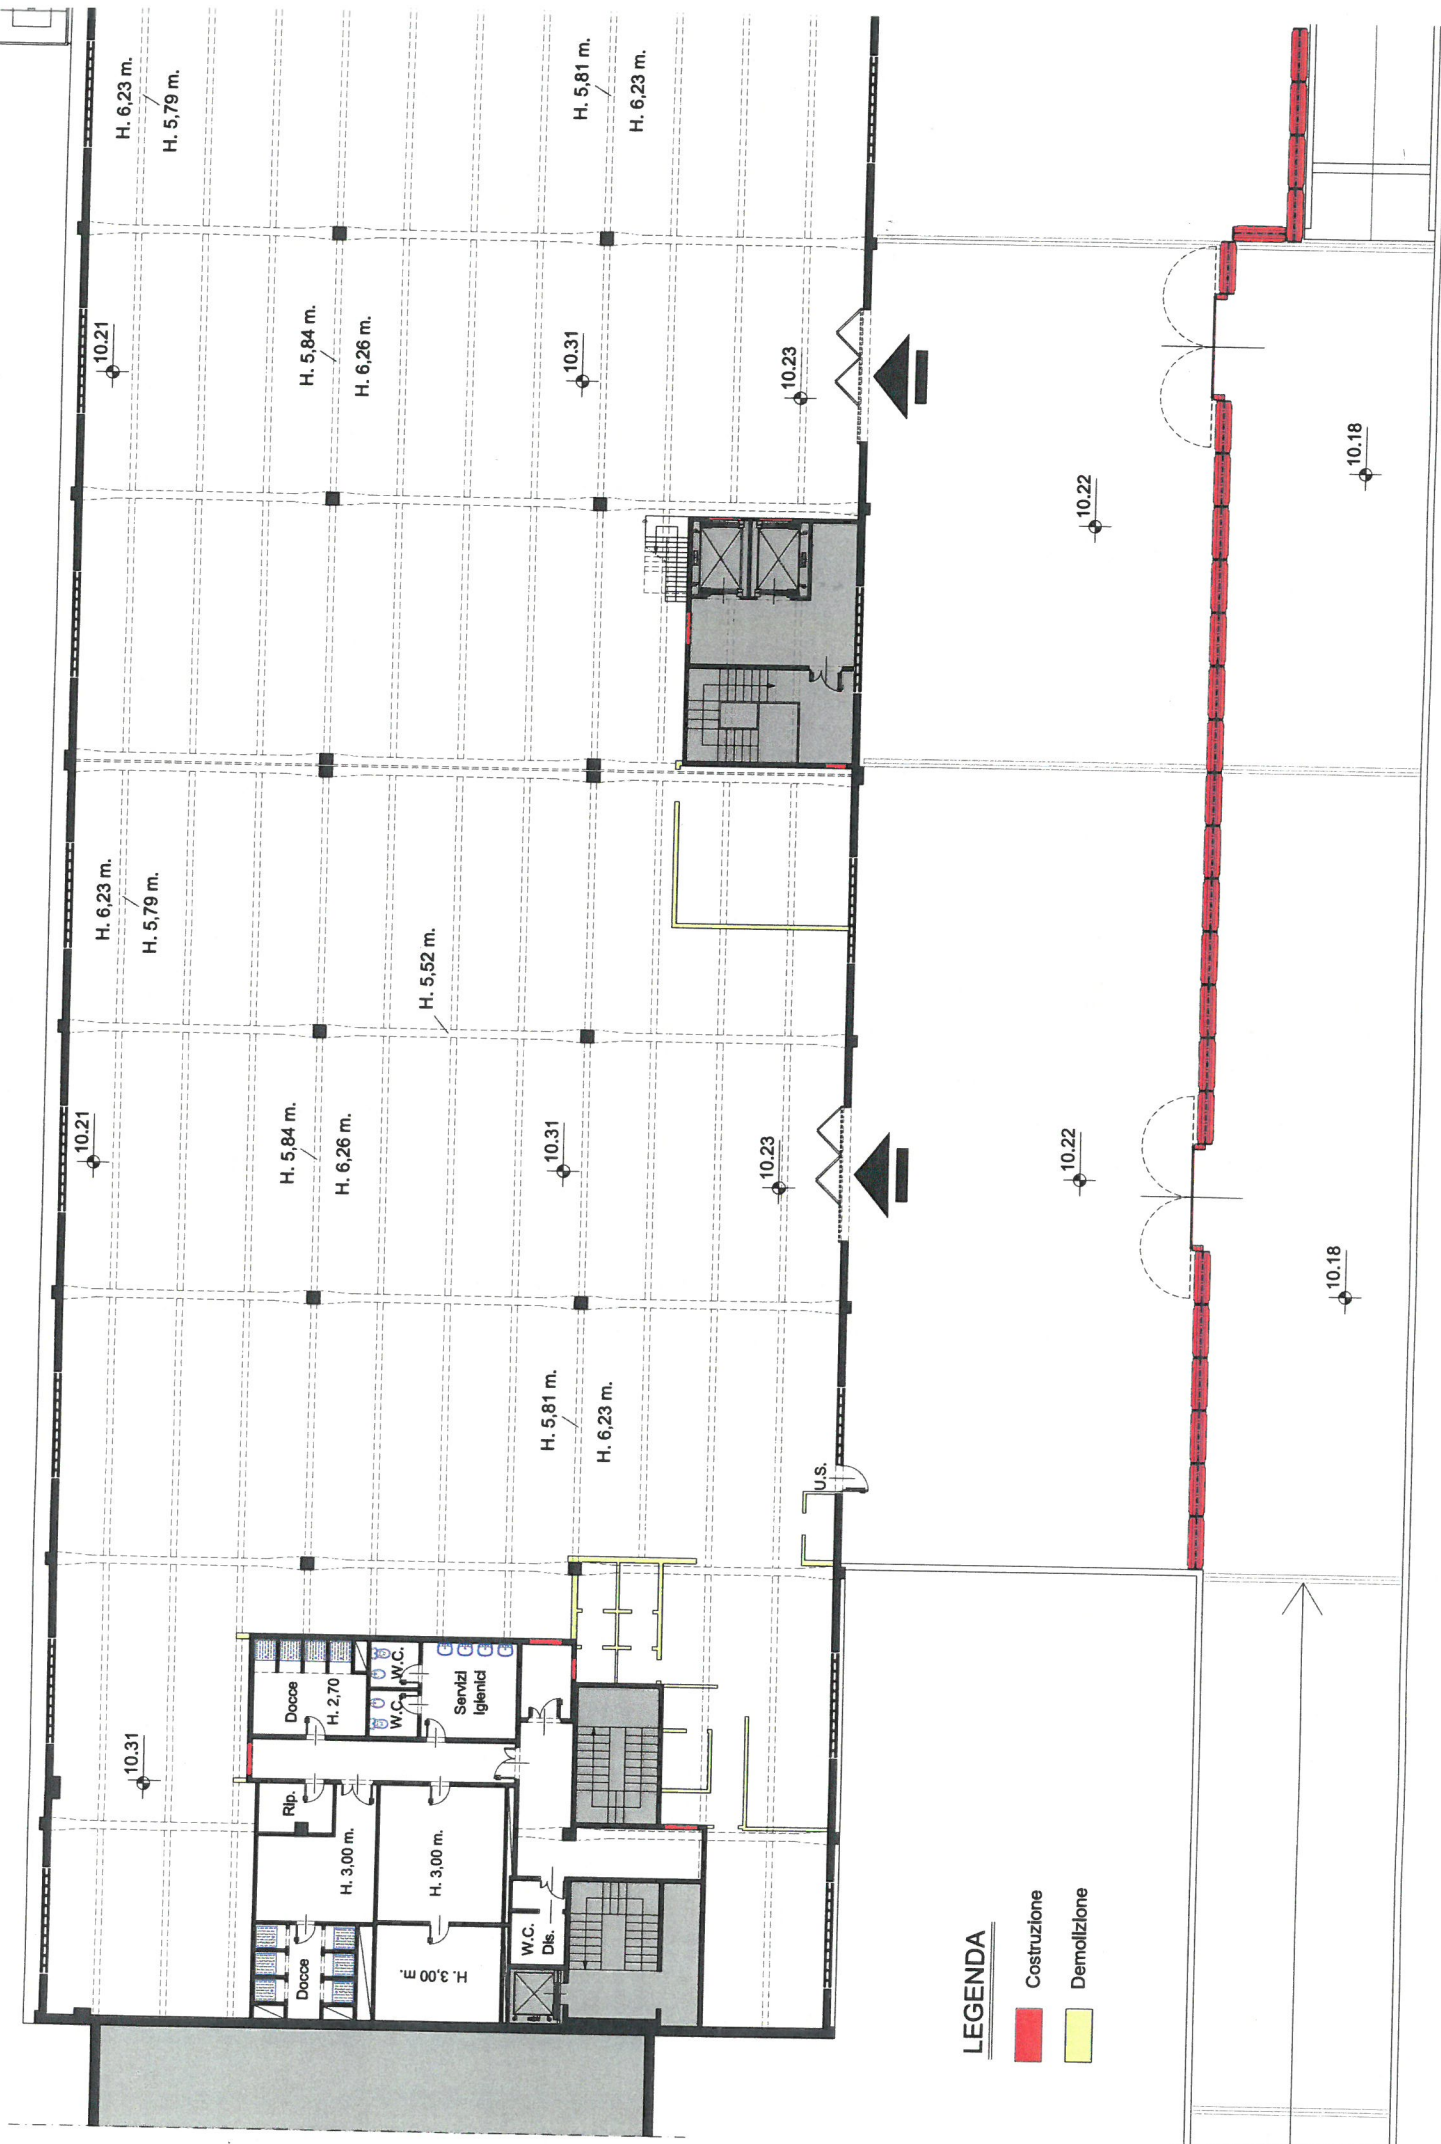 10.31
10.21
H. 6,23 m.
H. 5,79 m.
10.21
H. 6,23 m.
H. 5,79 m.
Docce
Rip.
H. 3,00 m.
Docce
H. 2,70
W.C.
W.C.
H. 3,00 m.
H. 3,00 m.
Servizi
Igienici
W.C.
Dis.
H. 5,84 m.
H. 6,26 m.
H. 5,52 m.
H. 5,84 m.
H. 6,26 m.
H. 5,81 m.
H. 6,23 m.
10.31
10.31
H. 5,81 m.
H. 6,23 m.
U.S.
10.23
10.23
10.22
10.22
10.18
10.18
LEGENDA
Costruzione
Demolizione